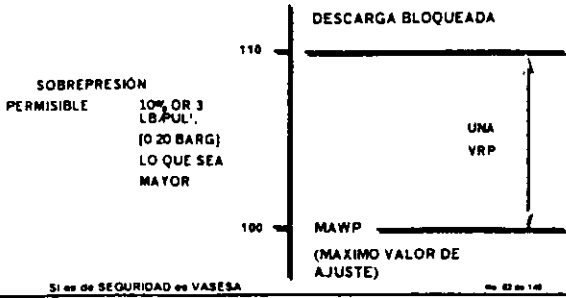 DESCARGA BLOQUEADA
110
SOBREPRESIÓN
PERMISIBLE
10% OR 3
LB/PUL',
[0.20 BARG]
LO QUE SEA
MAYOR
UNA
VRP
100
MAWP
(MAXIMO VALOR DE
AJUSTE)
SI es de SEGURIDAD es VASESA